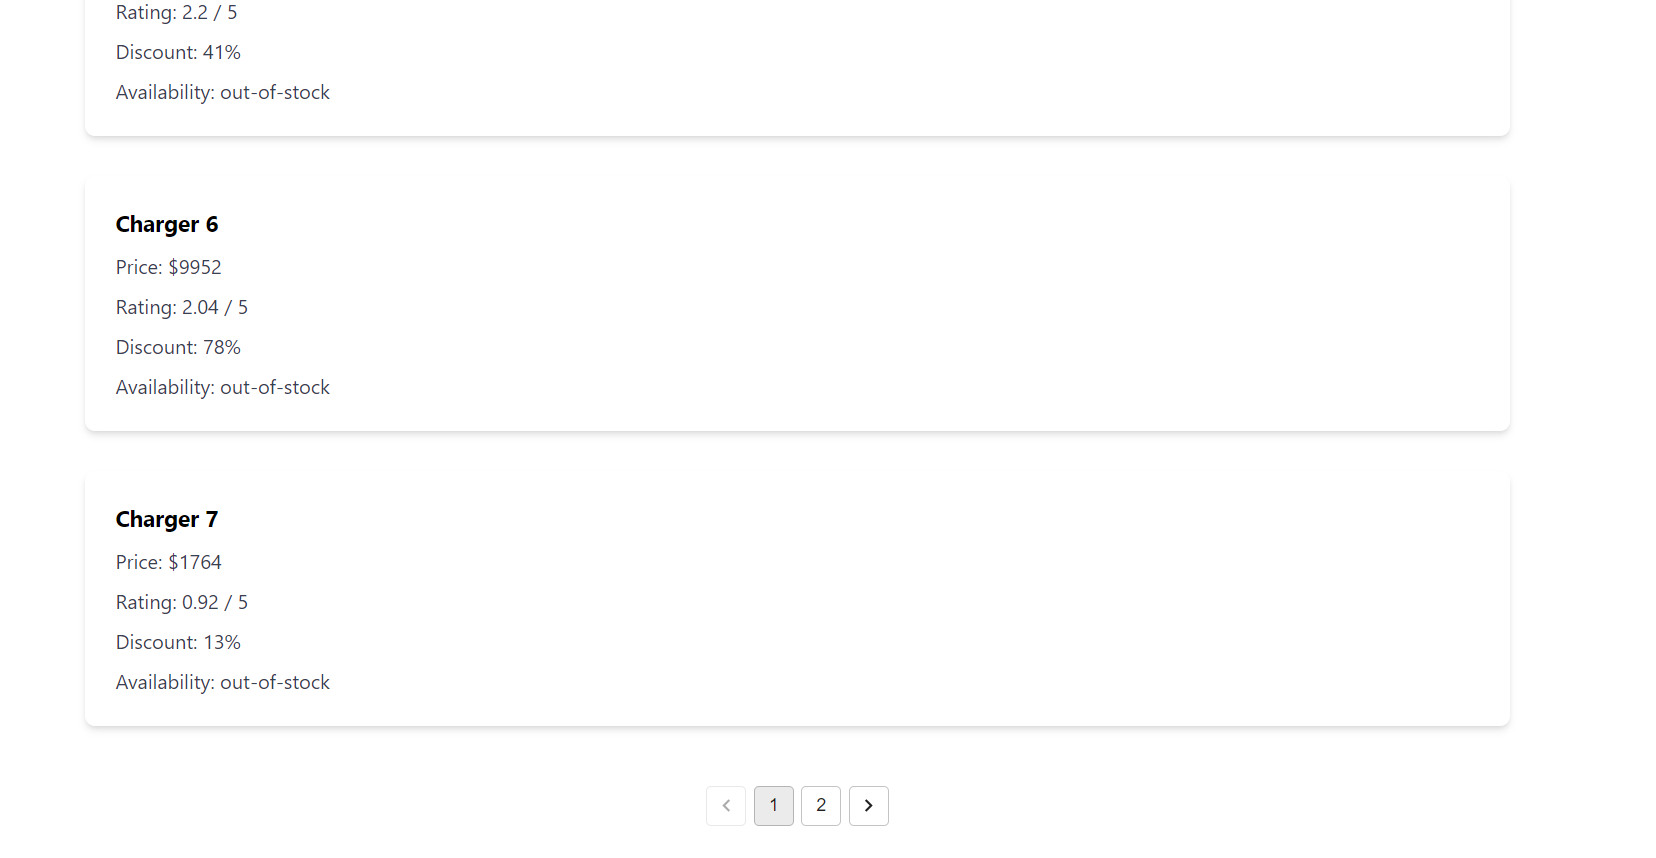 Rating: 2.2 / 5
Discount: 41%
Availability: out-of-stock
Charger 6
Price: $9952
Rating: 2.04 / 5
Discount: 78%
Availability: out-of-stock
Charger 7
Price: $1764
Rating: 0.92 / 5
Discount: 13%
Availability: out-of-stock
1 2